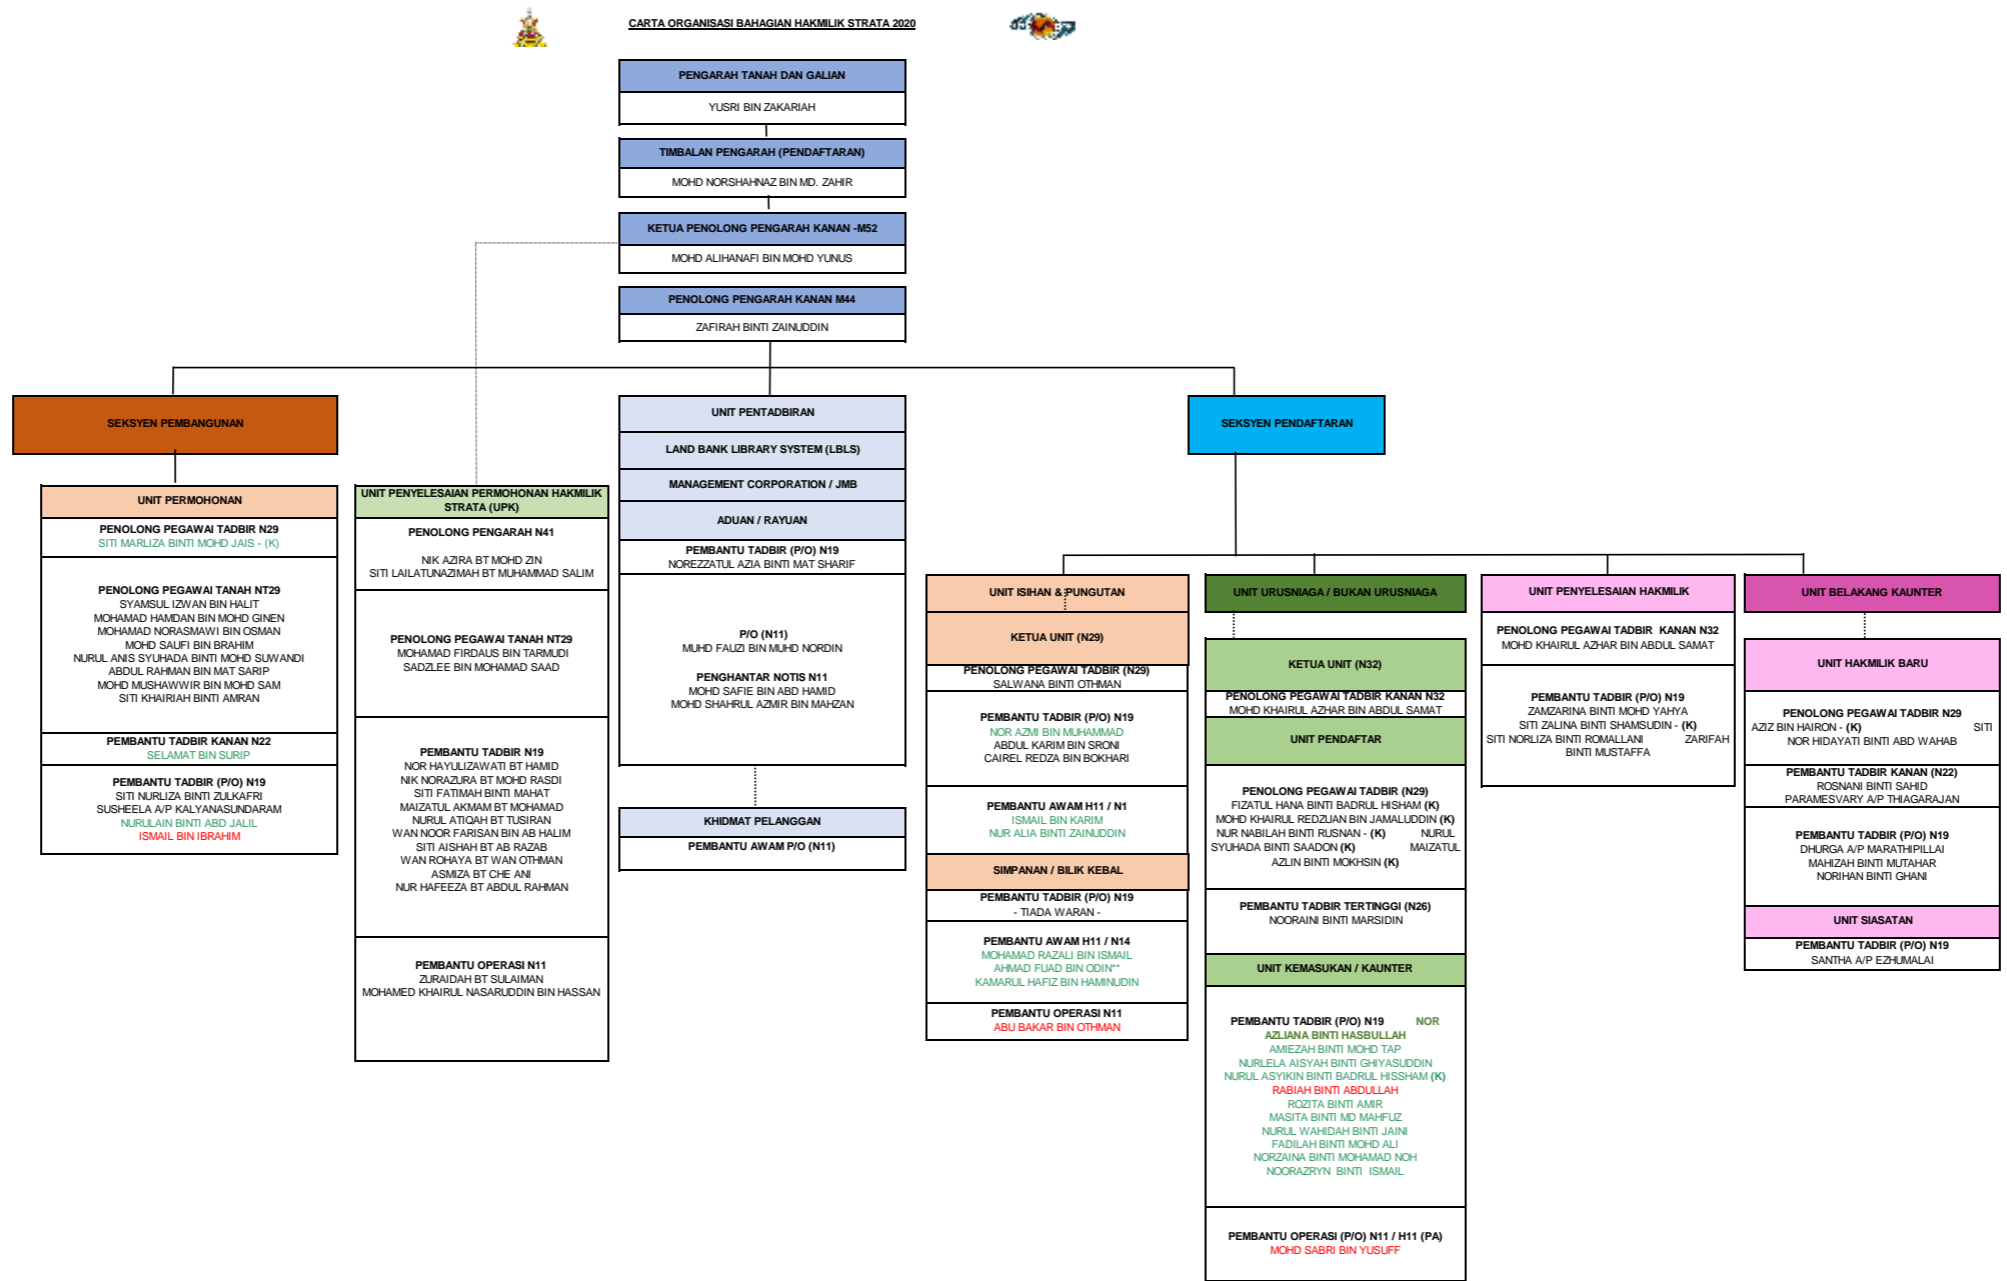 CARTA ORGANISASI BAHAGIAN HAKMILIK STRATA 2020
PENGARAH TANAH DAN GALIAN
YUSRI BIN ZAKARIAH
TIMBALAN PENGARAH (PENDAFTARAN)
MOHD NORSHAHNAZ BIN MD. ZAHIR
KETUA PENOLONG PENGARAH KANAN -M52
MOHD ALIHANAFI BIN MOHD YUNUS
PENOLONG PENGARAH KANAN M44
ZAFIRAH BINTI ZAINUDDIN
SEKSYEN PEMBANGUNAN
UNIT PERMOHONAN
PENOLONG PEGAWAI TADBIR N29
SITI MARLIZA BINTI MOHD JAIS - (K)
PENOLONG PEGAWAI TANAH NT29
SYAMSUL IZWAN BIN HALIT
MOHAMAD HAMDAN BIN MOHD GINEN
MOHAMAD NORASMAWI BIN OSMAN
MOHD SAUFI BIN BRAHIM
NURUL ANIS SYUHADA BINTI MOHD SUWANDI
ABDUL RAHMAN BIN MAT SARIP
MOHD MUSHAWWIR BIN MOHD SAM
SITI KHAIRIAH BINTI AMRAN
PEMBANTU TADBIR KANAN N22
SELAMAT BIN SURIP
PEMBANTU TADBIR (P/O) N19
SITI NURLIZA BINTI ZULKAFRI
SUSHEELA A/P KALYANASUNDARAM
NURULAIN BINTI ABD JALIL
ISMAIL BIN IBRAHIM
UNIT PENYELESAIAN PERMOHONAN HAKMILIK
STRATA (UPK)
PENOLONG PENGARAH N41
NIK AZIRA BT MOHD ZIN
SITI LAILATUNAZIMAH BT MUHAMMAD SALIM
PENOLONG PEGAWAI TANAH NT29
MOHAMAD FIRDAUS BIN TARMUDI
SADZLEE BIN MOHAMAD SAAD
PEMBANTU TADBIR N19
NOR HAYULIZAWATI BT HAMID
NIK NORAZURA BT MOHD RASDI
SITI FATIMAH BINTI MAHAT
MAIZATUL AKMAM BT MOHAMAD
NURUL ATIQAH BT TUSIRAN
WAN NOOR FARISAN BIN AB HALIM
SITI AISHAH BT AB RAZAB
WAN ROHAYA BT WAN OTHMAN
ASMIZA BT CHE ANI
NUR HAFEEZA BT ABDUL RAHMAN
PEMBANTU OPERASI N11
ZURAIDAH BT SULAIMAN
MOHAMED KHAIRUL NASARUDDIN BIN HASSAN
UNIT PENTADBIRAN
LAND BANK LIBRARY SYSTEM (LBLS)
MANAGEMENT CORPORATION / JMB
ADUAN / RAYUAN
PEMBANTU TADBIR (P/O) N19
NOREZZATUL AZIA BINTI MAT SHARIF
P/O (N11)
MUHD FAUZI BIN MUHD NORDIN
PENGHANTAR NOTIS N11
MOHD SAFIE BIN ABD HAMID
MOHD SHAHRUL AZMIR BIN MAHZAN
KHIDMAT PELANGGAN
PEMBANTU AWAM P/O (N11)
SEKSYEN PENDAFTARAN
UNIT ISIHAN & PUNGUTAN
KETUA UNIT (N29)
PENOLONG PEGAWAI TADBIR (N29)
SALWANA BINTI OTHMAN
PEMBANTU TADBIR (P/O) N19
NOR AZMI BIN MUHAMMAD
ABDUL KARIM BIN SRONI
CAIREL REDZA BIN BOKHARI
PEMBANTU AWAM H11 / N1
ISMAIL BIN KARIM
NUR ALIA BINTI ZAINUDDIN
SIMPANAN / BILIK KEBAL
PEMBANTU TADBIR (P/O) N19
- TIADA WARAN -
PEMBANTU AWAM H11 / N14
MOHAMAD RAZALI BIN ISMAIL
AHMAD FUAD BIN ODIN**
KAMARUL HAFIZ BIN HAMINUDIN
PEMBANTU OPERASI N11
ABU BAKAR BIN OTHMAN
UNIT URUSNIAGA / BUKAN URUSNIAGA
KETUA UNIT (N32)
PENOLONG PEGAWAI TADBIR KANAN N32
MOHD KHAIRUL AZHAR BIN ABDUL SAMAT
UNIT PENDAFTAR
PENOLONG PEGAWAI TADBIR (N29)
FIZATUL HANA BINTI BADRUL HISHAM (K)
MOHD KHAIRUL REDZUAN BIN JAMALUDDIN (K)
NUR NABILAH BINTI RUSNAN - (K) NURUL
SYUHADA BINTI SAADON (K) MAIZATUL
AZLIN BINTI MOKHSIN (K)
PEMBANTU TADBIR TERTINGGI (N26)
NOORAINI BINTI MARSIDIN
UNIT KEMASUKAN / KAUNTER
PEMBANTU TADBIR (P/O) N19 NOR
AZLIANA BINTI HASBULLAH
AMIEZAH BINTI MOHD TAP
NURLELA AISYAH BINTI GHIYASUDDIN
NURUL ASYIKIN BINTI BADRUL HISSHAM (K)
RABIAH BINTI ABDULLAH
ROZITA BINTI AMIR
MASITA BINTI MD MAHFUZ
NURUL WAHIDAH BINTI JAINI
FADILAH BINTI MOHD ALI
NORZAINA BINTI MOHAMAD NOH
NOORAZRYN BINTI ISMAIL
PEMBANTU OPERASI (P/O) N11 / H11 (PA)
MOHD SABRI BIN YUSUFF
UNIT PENYELESAIAN HAKMILIK
PENOLONG PEGAWAI TADBIR KANAN N32
MOHD KHAIRUL AZHAR BIN ABDUL SAMAT
PEMBANTU TADBIR (P/O) N19
ZAMZARINA BINTI MOHD YAHYA
SITI ZALINA BINTI SHAMSUDIN - (K)
SITI NORLIZA BINTI ROMALLANI ZARIFAH
BINTI MUSTAFFA
UNIT BELAKANG KAUNTER
UNIT HAKMILIK BARU
PENOLONG PEGAWAI TADBIR N29
AZIZ BIN HAIRON - (K) SITI
NOR HIDAYATI BINTI ABD WAHAB
PEMBANTU TADBIR KANAN (N22)
ROSNANI BINTI SAHID
PARAMESVARY A/P THIAGARAJAN
PEMBANTU TADBIR (P/O) N19
DHURGA A/P MARATHIPILLAI
MAHIZAH BINTI MUTAHAR
NORIHAN BINTI GHANI
UNIT SIASATAN
PEMBANTU TADBIR (P/O) N19
SANTHA A/P EZHUMALAI